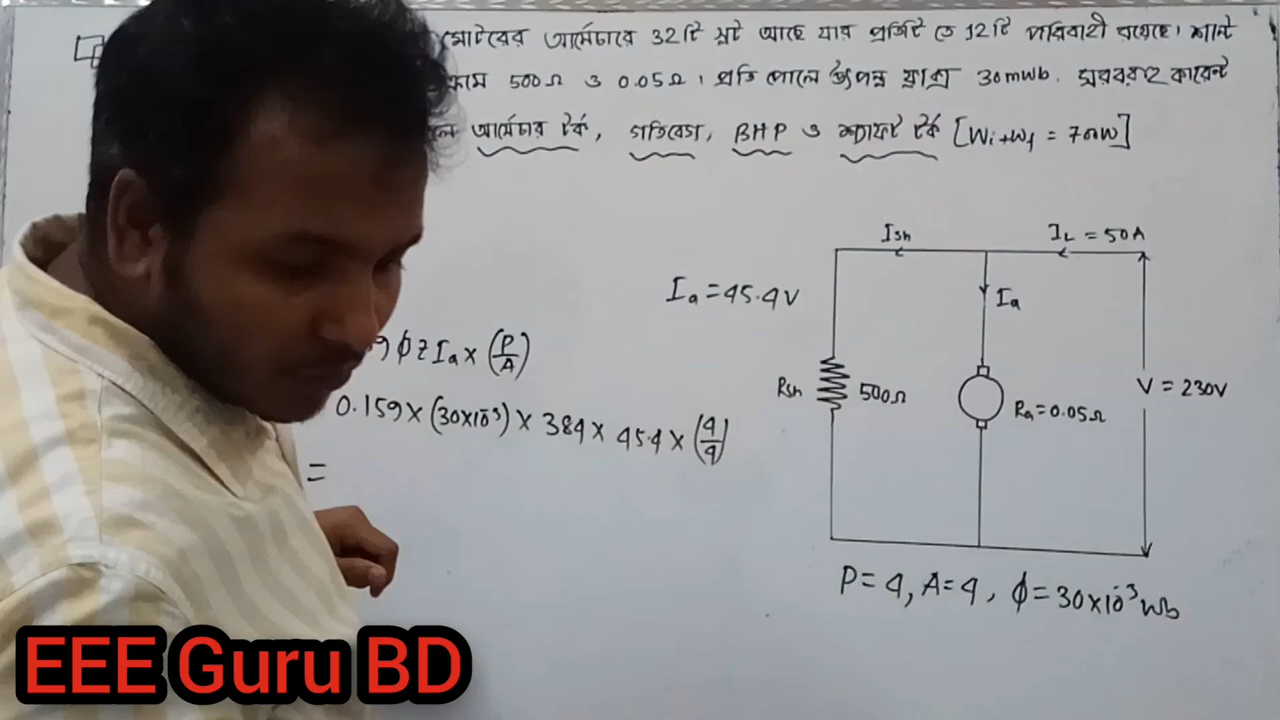 মোটরের আর্মেচারে 32টি স্লট আছে যার প্রতিটি তে 12টি পরিবাহী রয়েছে। শান্ট
500Ω ও 0.05Ω। প্রতি পোলে উৎপন্ন ফ্লাক্স 30mwb. সরবরাহ কারেন্ট
আর্মেচার টর্ক, গতিবেগ, BHP ও শ্যাফট টর্ক [Wi+Wf = 700W]
Ish
IL = 50A
Ia = 45.4V
Ia
ϕZIa × (P/A)
Rsh 500Ω
V = 230V
Ra = 0.05Ω
0.159 × (30×10⁻³) × 384 × 45.4 × (4/4)
=
P = 4, A = 4, ϕ = 30×10⁻³ wb
EEE Guru BD